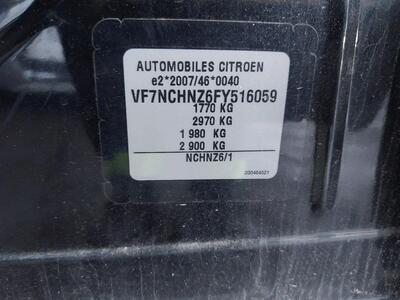 AUTOMOBILES CITROEN
e2*2007/46*0040
VF7NCHNZ6FY516059
1770 KG
2970 KG
1 980 KG
2 900 KG
NCHNZ6/1
200464021